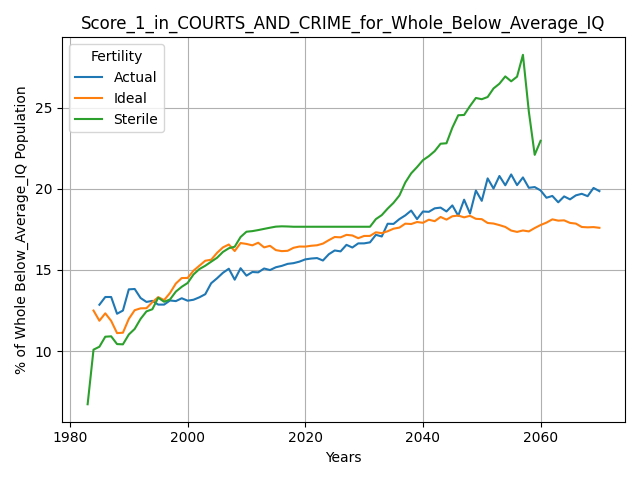 Score_1_in_COURTS_AND_CRIME_for_Whole_Below_Average_IQ
Fertility
Actual
Ideal
Sterile
% of Whole Below_Average_IQ Population
25
20
15
10
1980
2000
2020
2040
2060
Years